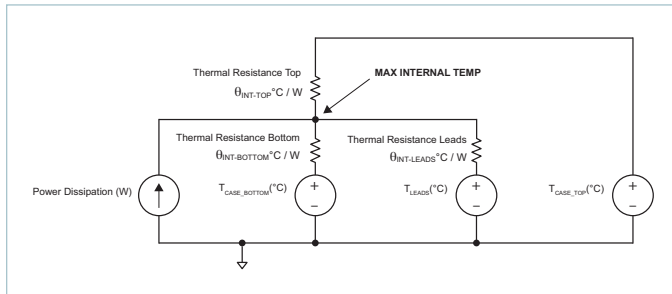 Thermal Resistance Top
θINT-TOP°C / W
MAX INTERNAL TEMP
Thermal Resistance Bottom
θINT-BOTTOM°C / W
Thermal Resistance Leads
θINT-LEADS°C / W
Power Dissipation (W)
TCASE_BOTTOM(°C)
+
–
TLEADS(°C)
+
–
TCASE_TOP(°C)
+
–